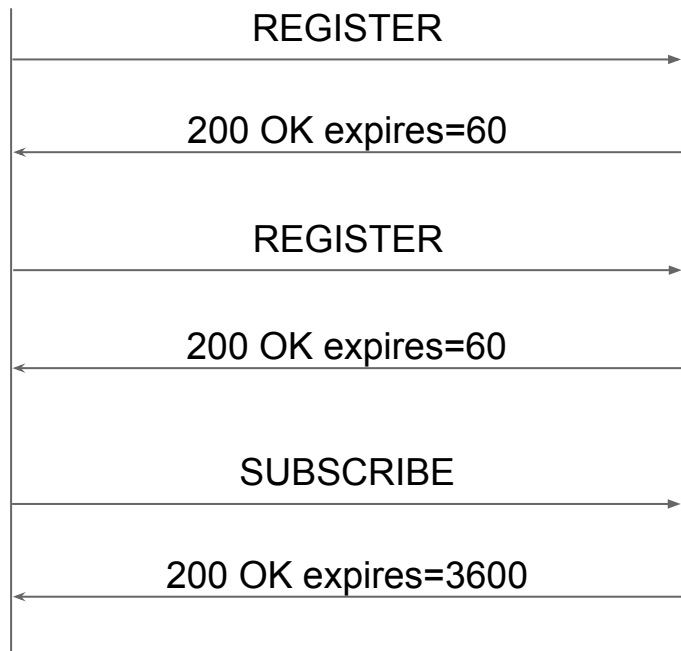 REGISTER
200 OK expires=60
REGISTER
200 OK expires=60
SUBSCRIBE
200 OK expires=3600